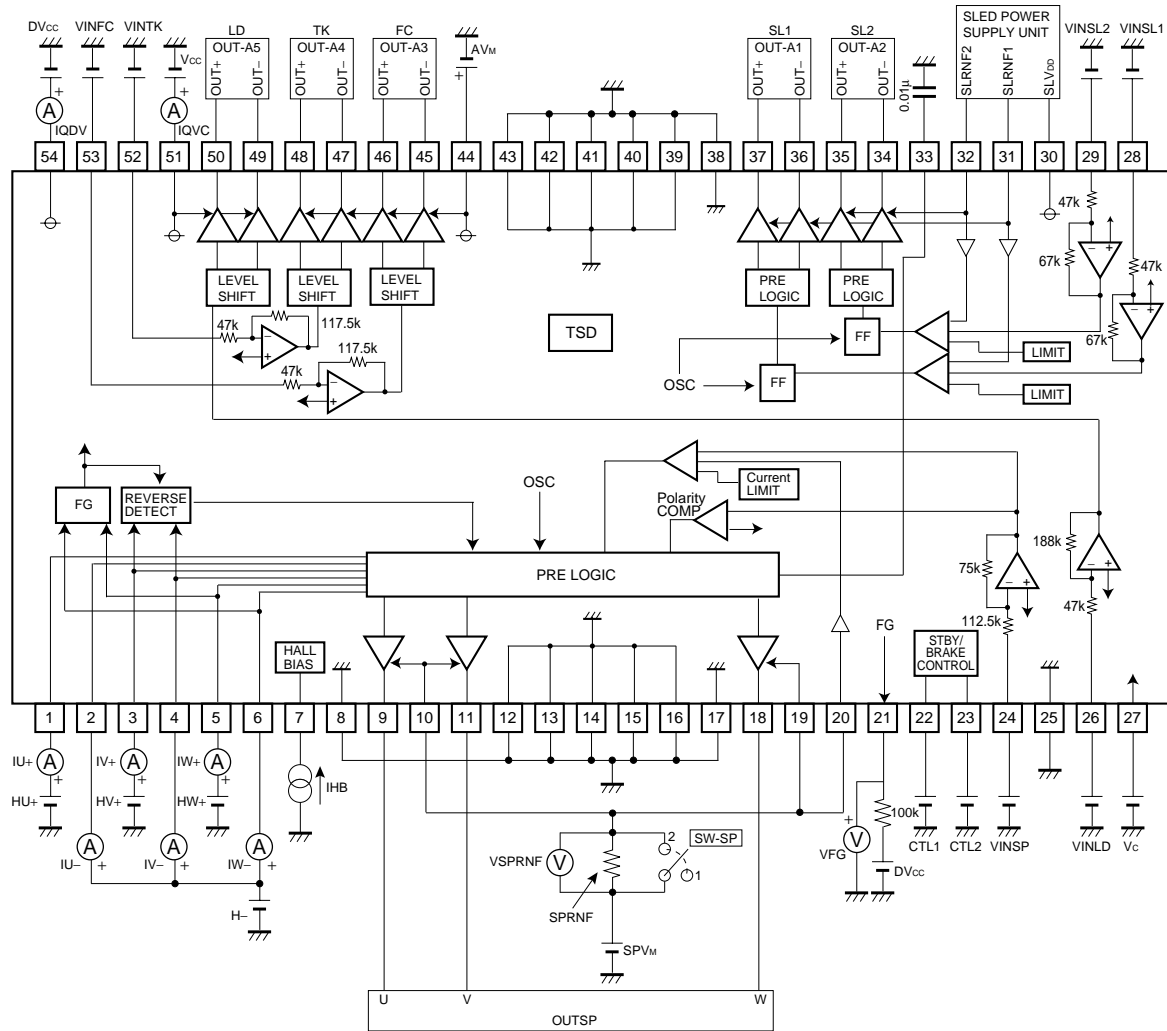 DVCC VINFC VINTK
VCC
LD TK FC
OUT-A5 OUT-A4 OUT-A3
OUT+ OUT− OUT+ OUT− OUT+ OUT−
AVM
+
SL1 SL2
OUT-A1 OUT-A2
OUT+ OUT− OUT+ OUT−
0.01μ
SLED POWER
SUPPLY UNIT
SLRNF2 SLRNF1 SLVDD
VINSL2 VINSL1
+ +
A A
IQDV IQVC
54 53 52 51 50 49 48 47 46 45 44 43 42 41 40 39 38 37 36 35 34 33 32 31 30 29 28
47k
67k
− +
47k
67k
− +
LEVEL
SHIFT
LEVEL
SHIFT
LEVEL
SHIFT
PRE
LOGIC
PRE
LOGIC
47k
− +
117.5k
47k
− +
117.5k
TSD
FF
FF
OSC
LIMIT
LIMIT
FG
REVERSE
DETECT
OSC
Current
LIMIT
Polarity
COMP
PRE LOGIC
75k
− +
112.5k
188k
− +
47k
HALL
BIAS
FG
STBY/
BRAKE
CONTROL
1 2 3 4 5 6 7 8 9 10 11 12 13 14 15 16 17 18 19 20 21 22 23 24 25 26 27
IU+ A + IV+ A + IW+ A +
HU+ HV+ HW+
IHB
IU− A + IV− A + IW− A +
H−
VSPRNF V
2 SW-SP
1
SPRNF
SPVM
+
V
VFG
100k
DVCC
CTL1 CTL2 VINSP VINLD VC
U V W
OUTSP